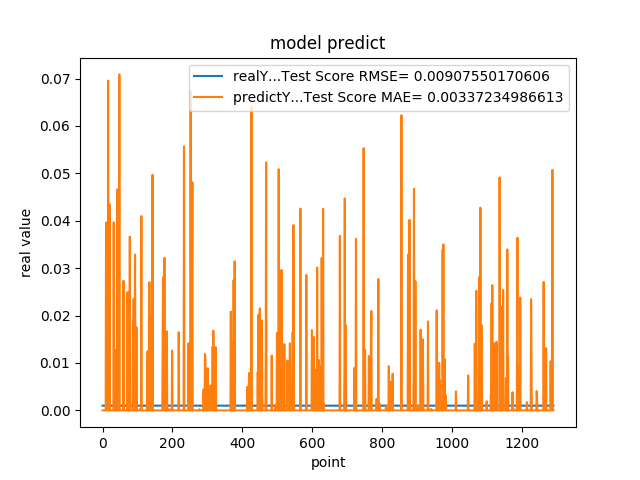 model predict
realY...Test Score RMSE= 0.00907550170606
predictY...Test Score MAE= 0.00337234986613
0.07
0.06
0.05
0.04
0.03
0.02
0.01
0.00
real value
0 200 400 600 800 1000 1200
point